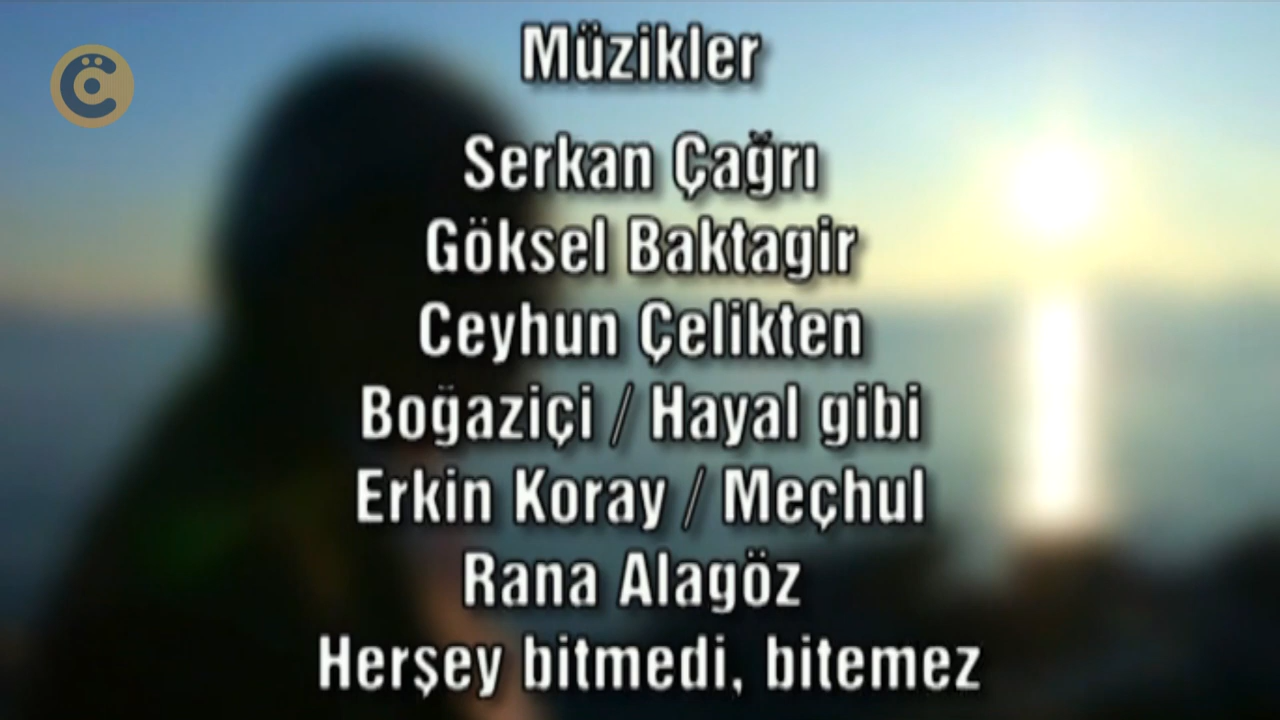 Müzikler
Serkan Çağrı
Göksel Baktagir
Ceyhun Çelikten
Boğaziçi / Hayal gibi
Erkin Koray / Meçhul
Rana Alagöz
Herşey bitmedi, bitemez